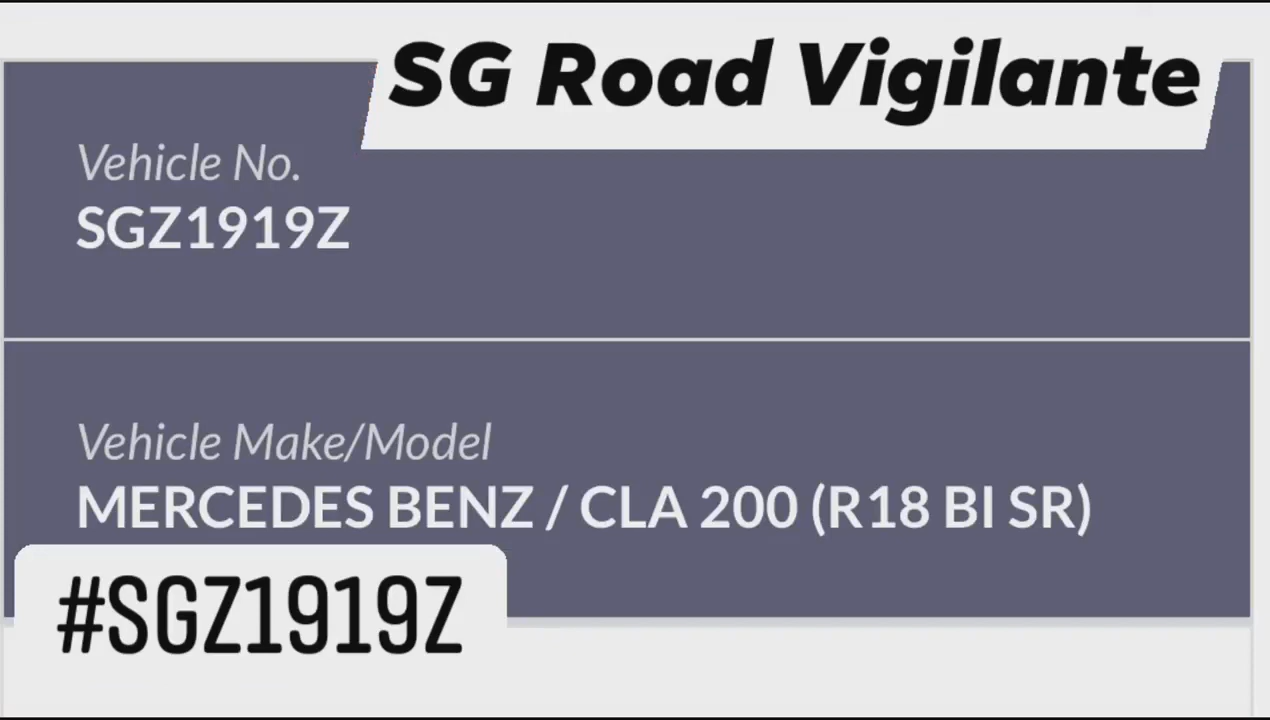 SG Road Vigilante
Vehicle No.
SGZ1919Z
Vehicle Make/Model
MERCEDES BENZ / CLA 200 (R18 BI SR)
#SGZ1919Z